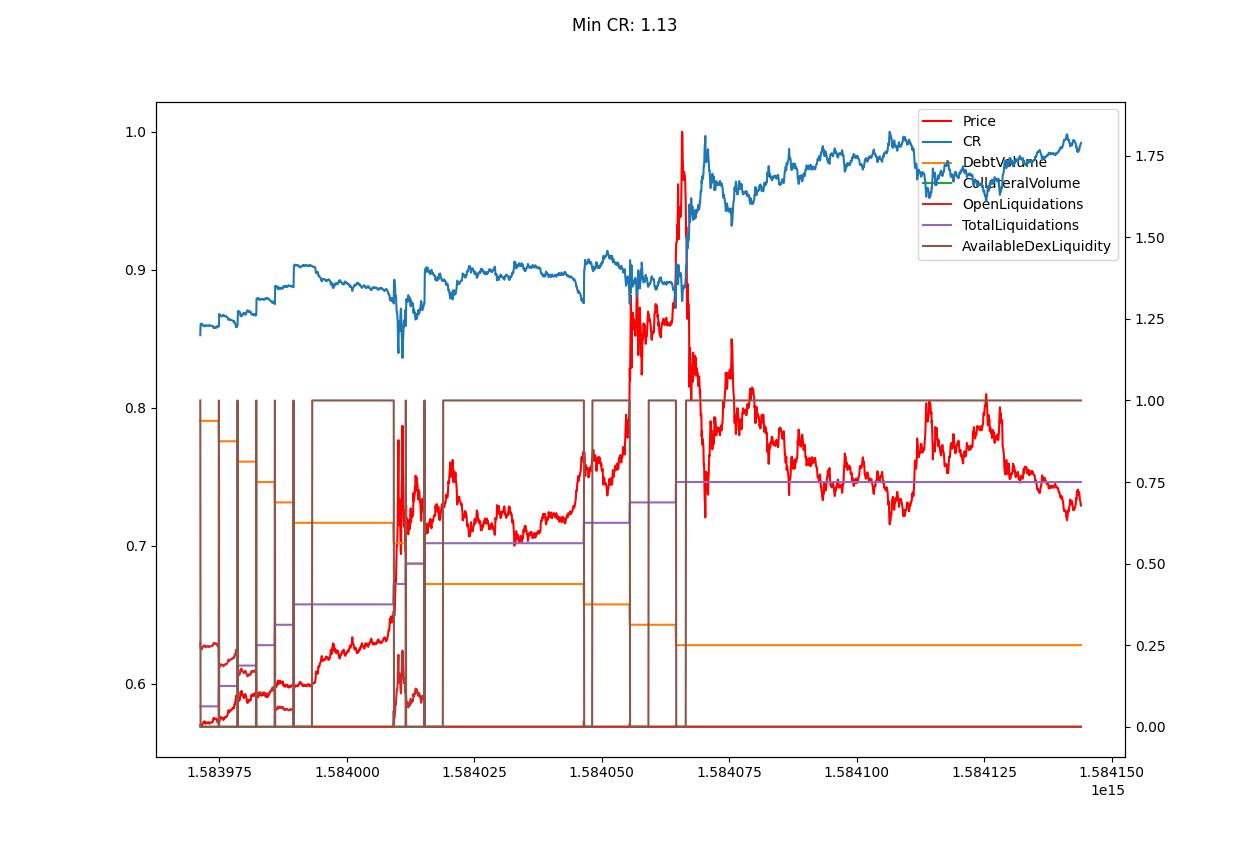 Min CR: 1.13
1.0
0.9
0.8
0.7
0.6
1.75
1.50
1.25
1.00
0.75
0.50
0.25
0.00
Price
CR
DebtVolume
CollateralVolume
OpenLiquidations
TotalLiquidations
AvailableDexLiquidity
1.583975 1.584000 1.584025 1.584050 1.584075 1.584100 1.584125 1.584150
1e15